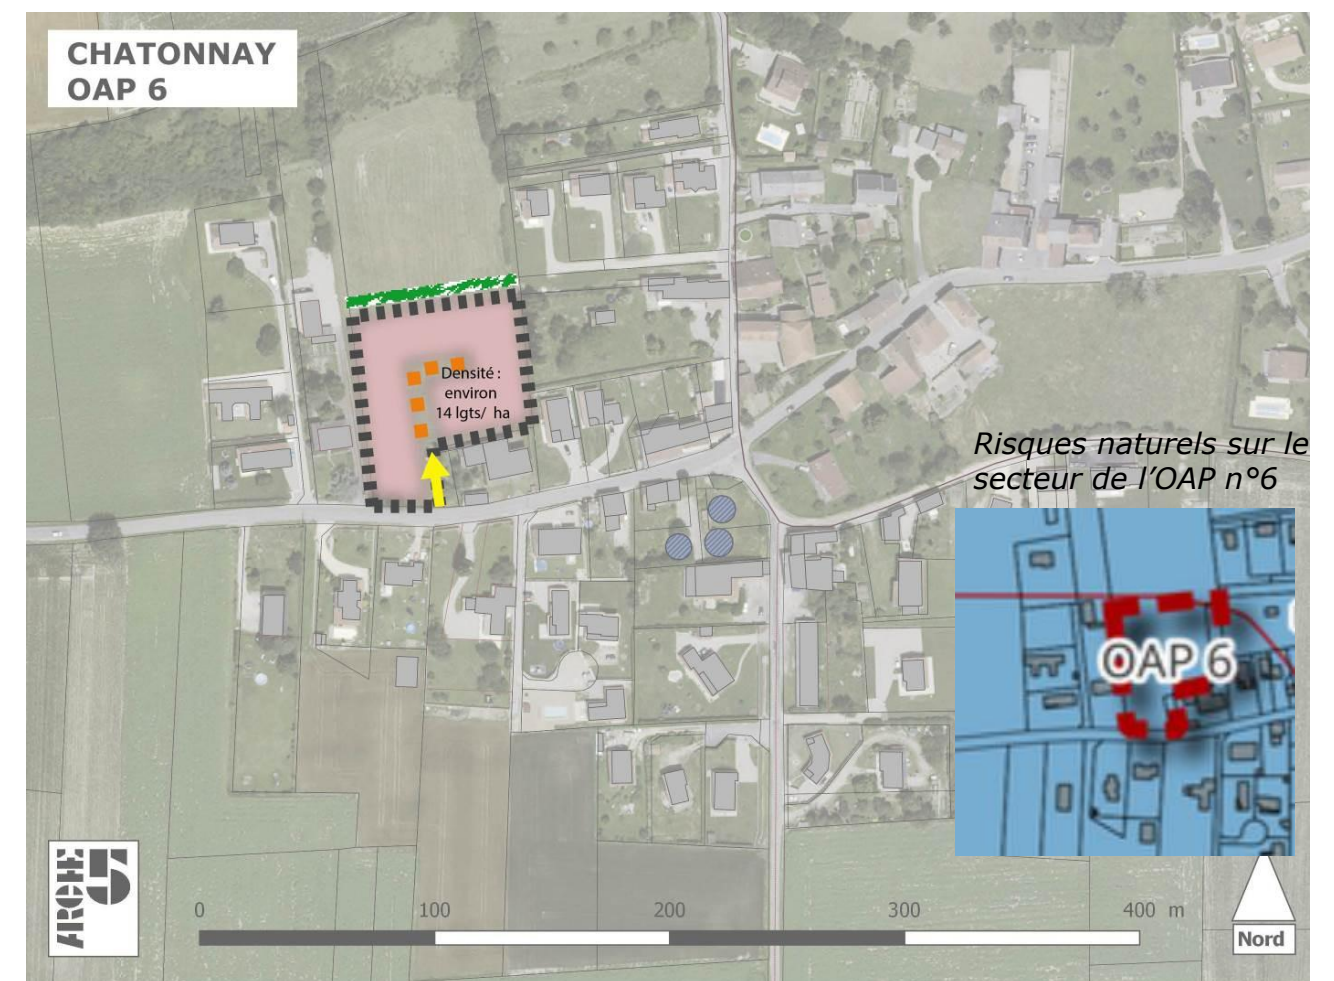 CHATONNAY
OAP 6
Densité :
environ
14 lgts/ ha
Risques naturels sur le
secteur de l'OAP n°6
OAP 6
ARCHE 5
0 100 200 300 400 m
Nord